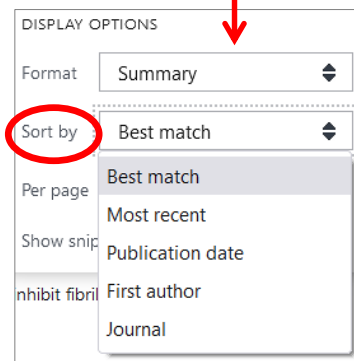 DISPLAY OPTIONS
Format Summary
Sort by Best match
Best match
Per page
Most recent
Show snip
Publication date
nhibit fibril
First author
Journal